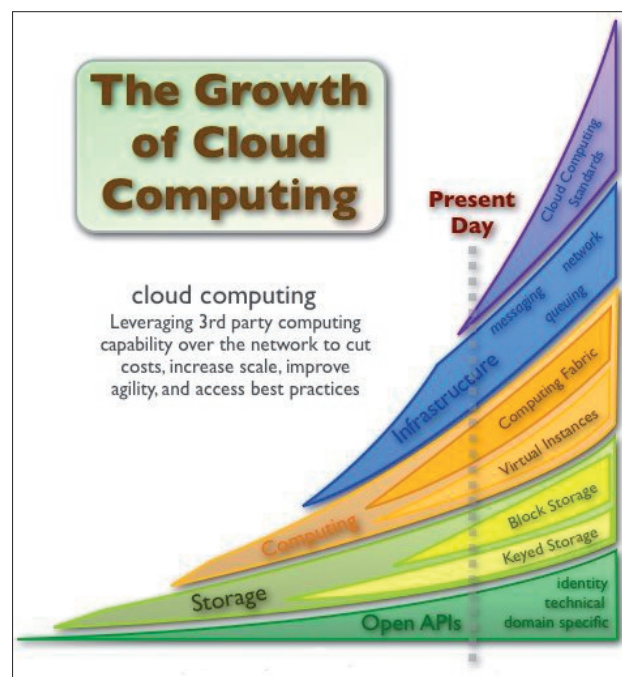 The Growth
of Cloud
Computing
Present
Day
cloud computing
Leveraging 3rd party computing
capability over the network to cut
costs, increase scale, improve
agility, and access best practices
Cloud Computing
Standards
Infrastructure
messaging
network
queuing
Computing
Computing Fabric
Virtual Instances
Storage
Block Storage
Keyed Storage
Open APIs
identity
technical
domain specific